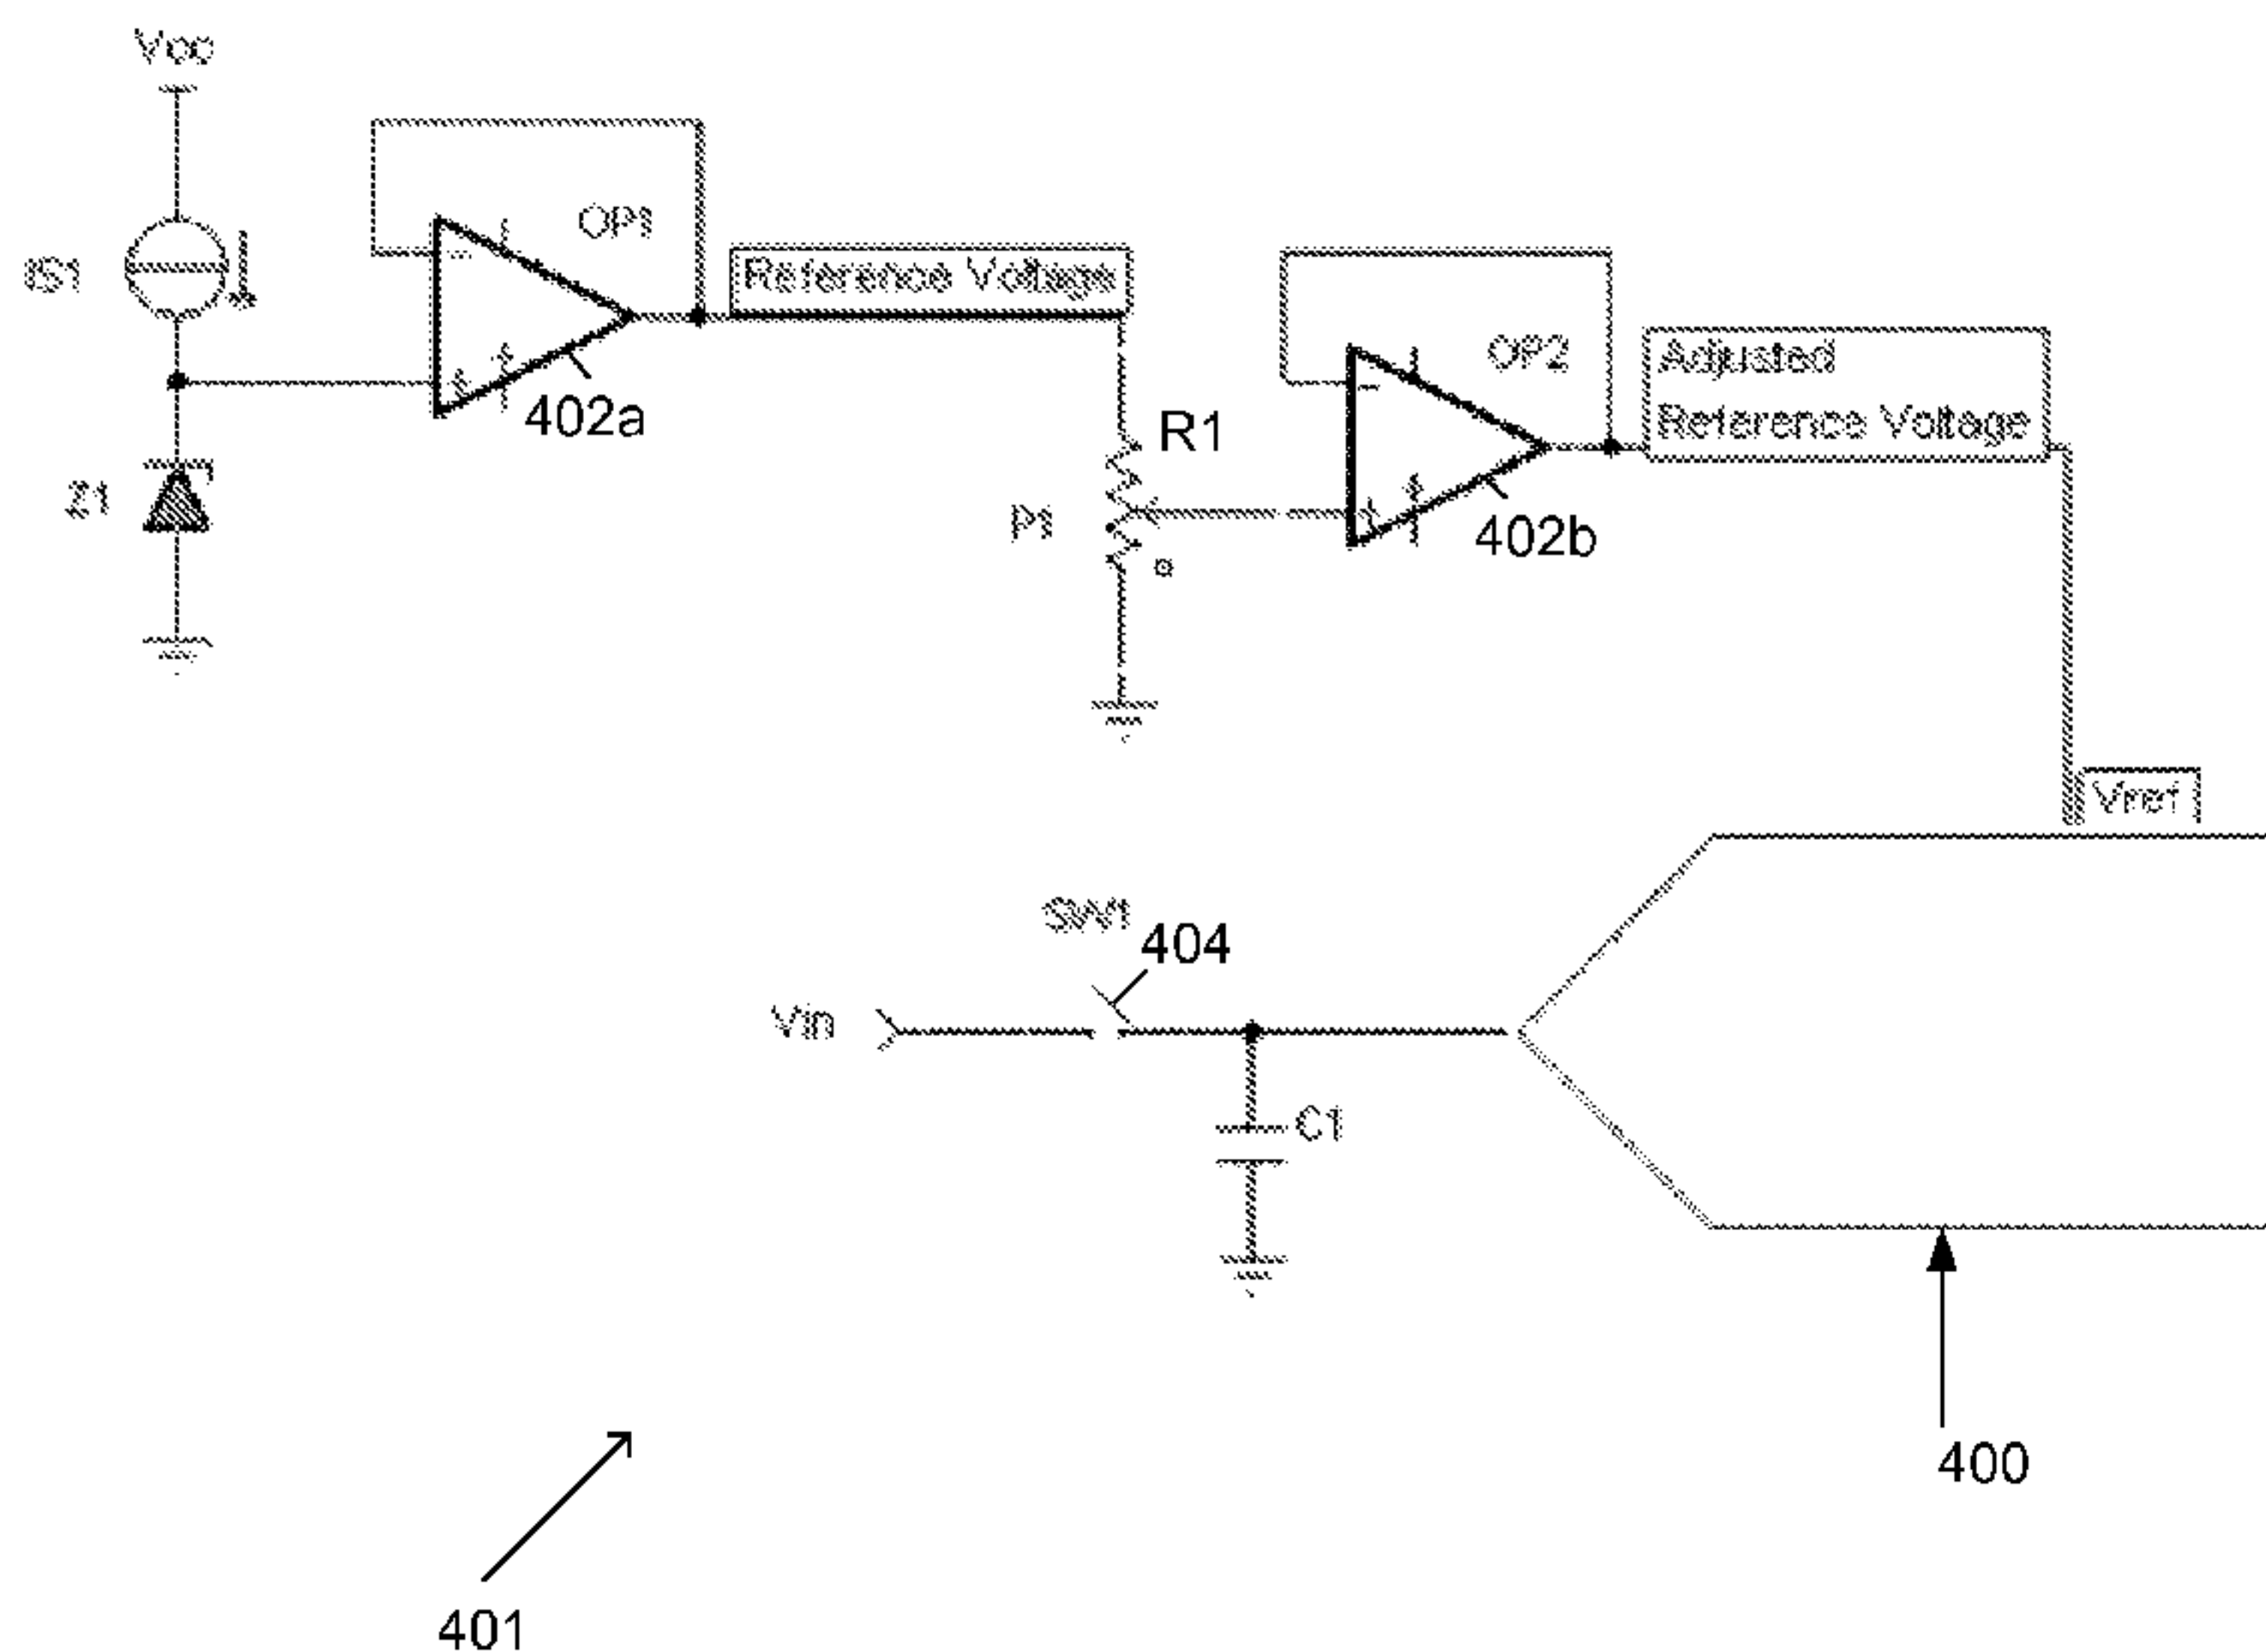 Vcc
OP1
IS1
Reference Voltage
OP2
Adjusted
Reference Voltage
402a
R1
Z1
P1
402b
Vref
SW1
404
Vin
C1
400
401